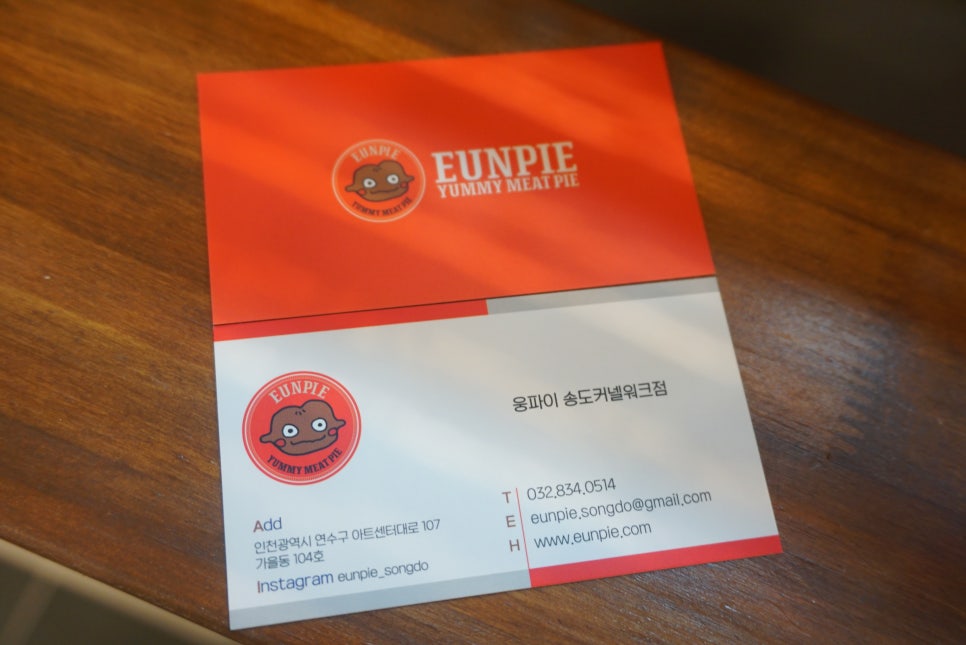 EUNPIE
YUMMY MEAT PIE
EUNPIE
YUMMY MEAT PIE
EUNPIE
YUMMY MEAT PIE
웅파이 송도커넬워크점
Add
인천광역시 연수구 아트센터대로 107
가을동 104호
Instagram eunpie_songdo
T 032.834.0514
E eunpie.songdo@gmail.com
H www.eunpie.com